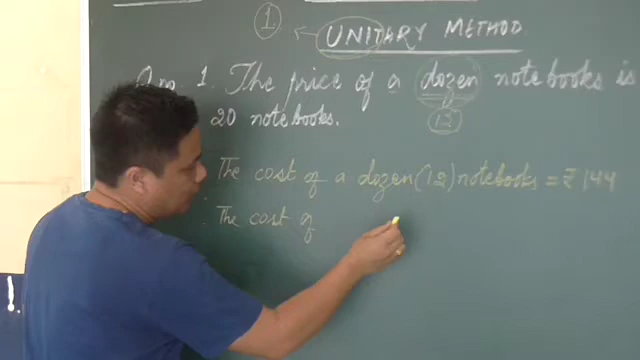 1
UNITARY METHOD
Qno. 1. The price of a dozen notebooks is
20 notebooks.
12
The cost of a dozen (12) notebooks = ₹144
∴ The cost of